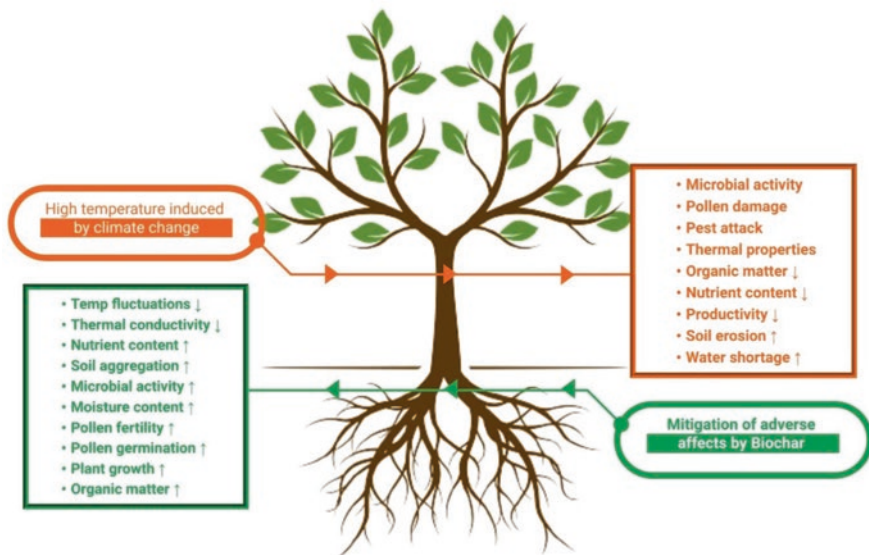 High temperature induced
by climate change
• Microbial activity
• Pollen damage
• Pest attack
• Thermal properties
• Organic matter ↓
• Nutrient content ↓
• Productivity ↓
• Soil erosion ↑
• Water shortage ↑
• Temp fluctuations ↓
• Thermal conductivity ↓
• Nutrient content ↑
• Soil aggregation ↑
• Microbial activity ↑
• Moisture content ↑
• Pollen fertility ↑
• Pollen germination ↑
• Plant growth ↑
• Organic matter ↑
Mitigation of adverse
affects by Biochar